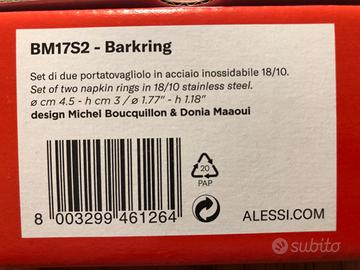 BM17S2 - Barkring
Set di due portatovagliolo in acciaio inossidabile 18/10.
Set of two napkin rings in 18/10 stainless steel.
ø cm 4.5 - h cm 3 / ø 1.77" - h 1.18"
design Michel Boucquillon & Donia Maaoui
20
PAP
8 003299 461264
ALESSI.COM
subito